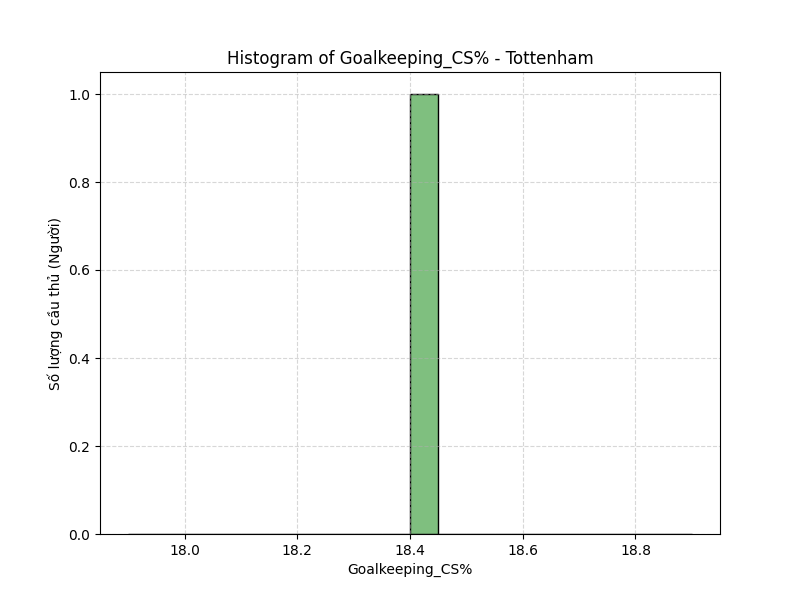 Histogram of Goalkeeping_CS% - Tottenham
Số lượng cầu thủ (Người)
1.0
0.8
0.6
0.4
0.2
0.0
18.0 18.2 18.4 18.6 18.8
Goalkeeping_CS%